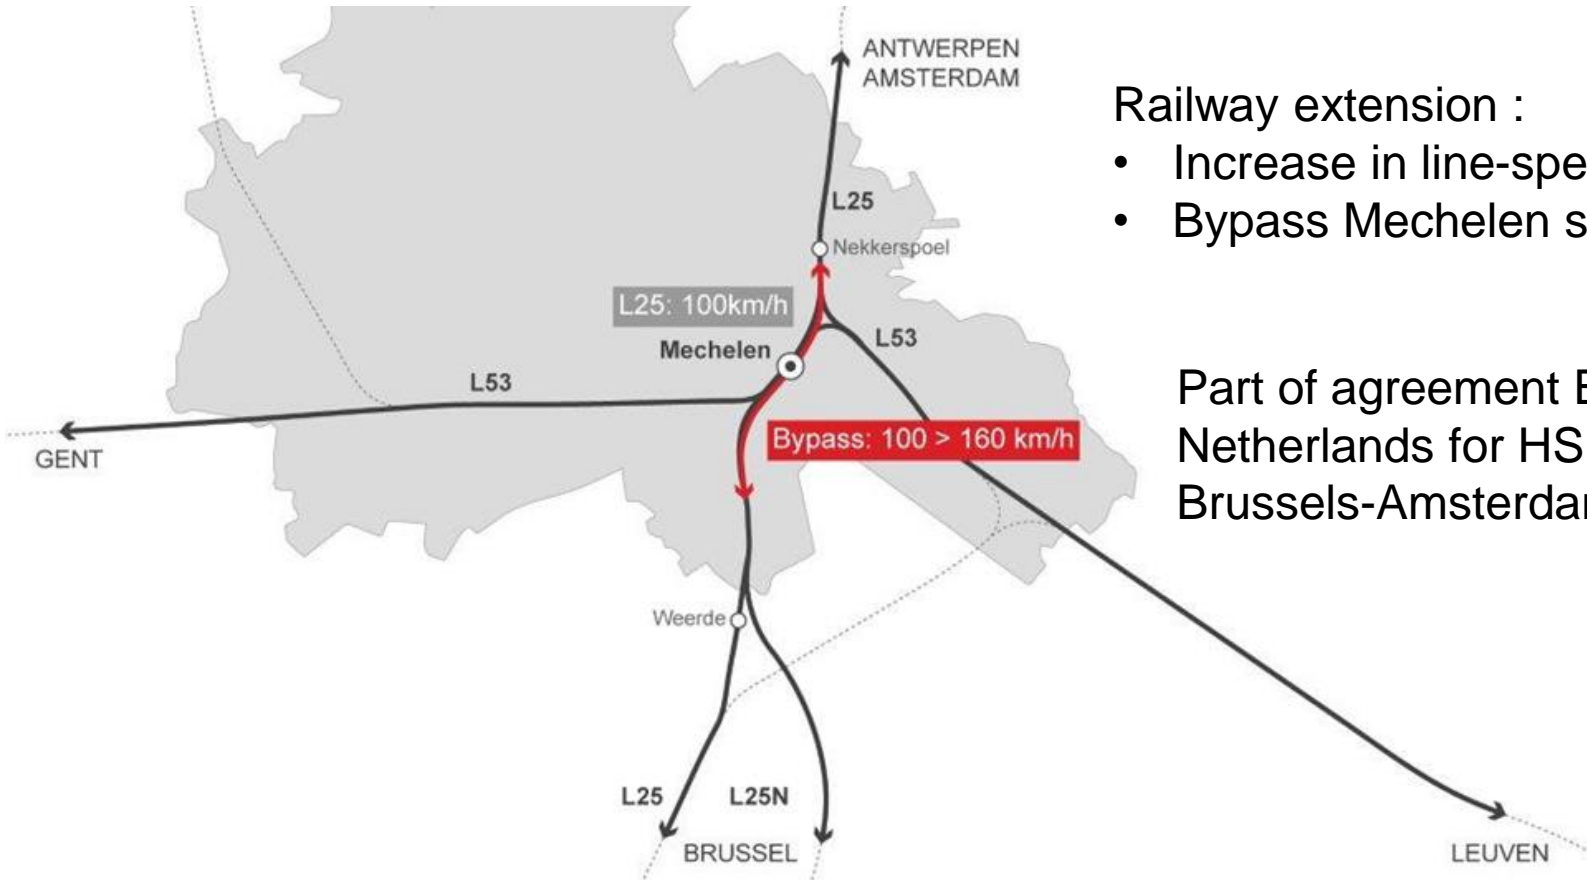 ANTWERPEN
AMSTERDAM
Railway extension :
• Increase in line-spe
• Bypass Mechelen s
L25
Nekkerspoel
L25: 100km/h
L53
Mechelen
L53
Part of agreement B
Netherlands for HS
Brussels-Amsterda
Bypass: 100 > 160 km/h
GENT
Weerde
L25
L25N
BRUSSEL
LEUVEN